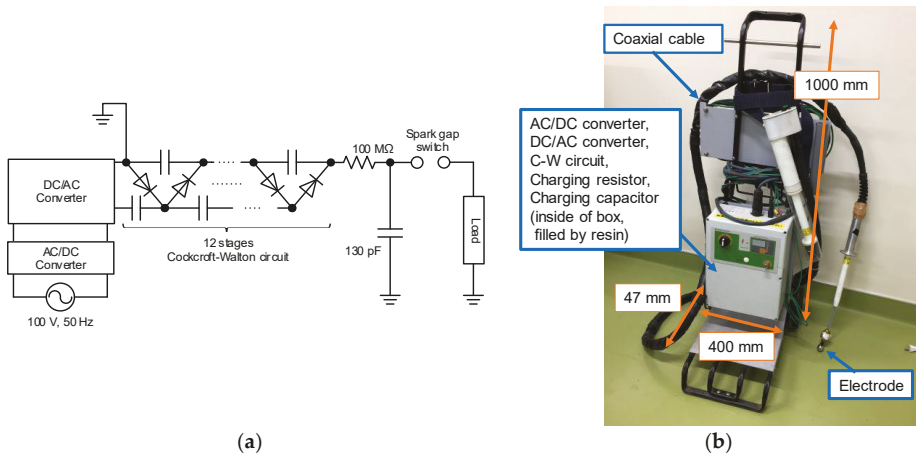 (a)
DC/AC
Converter
AC/DC
Converter
100 V, 50 Hz
12 stages
Cockcroft-Walton circuit
100 MΩ
130 pF
Spark gap
switch
Load
Coaxial cable
1000 mm
AC/DC converter,
DC/AC converter,
C-W circuit,
Charging resistor,
Charging capacitor
(inside of box,
filled by resin)
47 mm
400 mm
Electrode
(a)
(b)